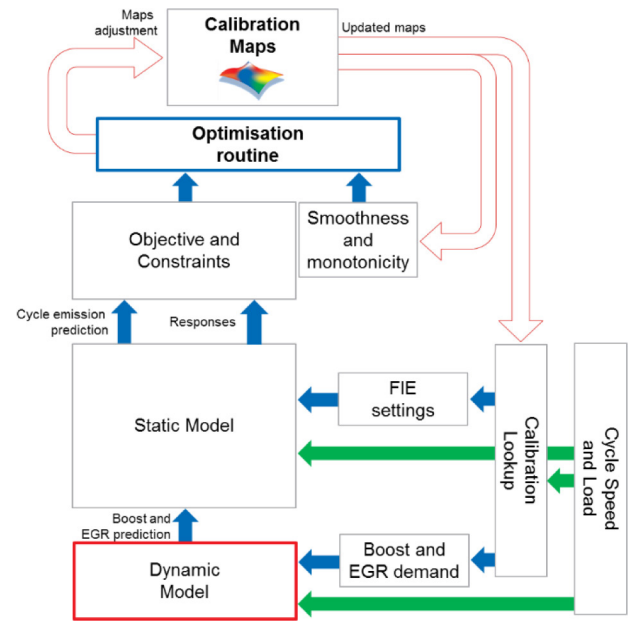 Maps
adjustment
Calibration
Maps
Updated maps
Optimisation
routine
Objective and
Constraints
Smoothness
and
monotonicity
Cycle emission
prediction
Responses
Static Model
FIE
settings
Calibration
Lookup
Cycle Speed
and Load
Boost and
EGR prediction
Dynamic
Model
Boost and
EGR demand